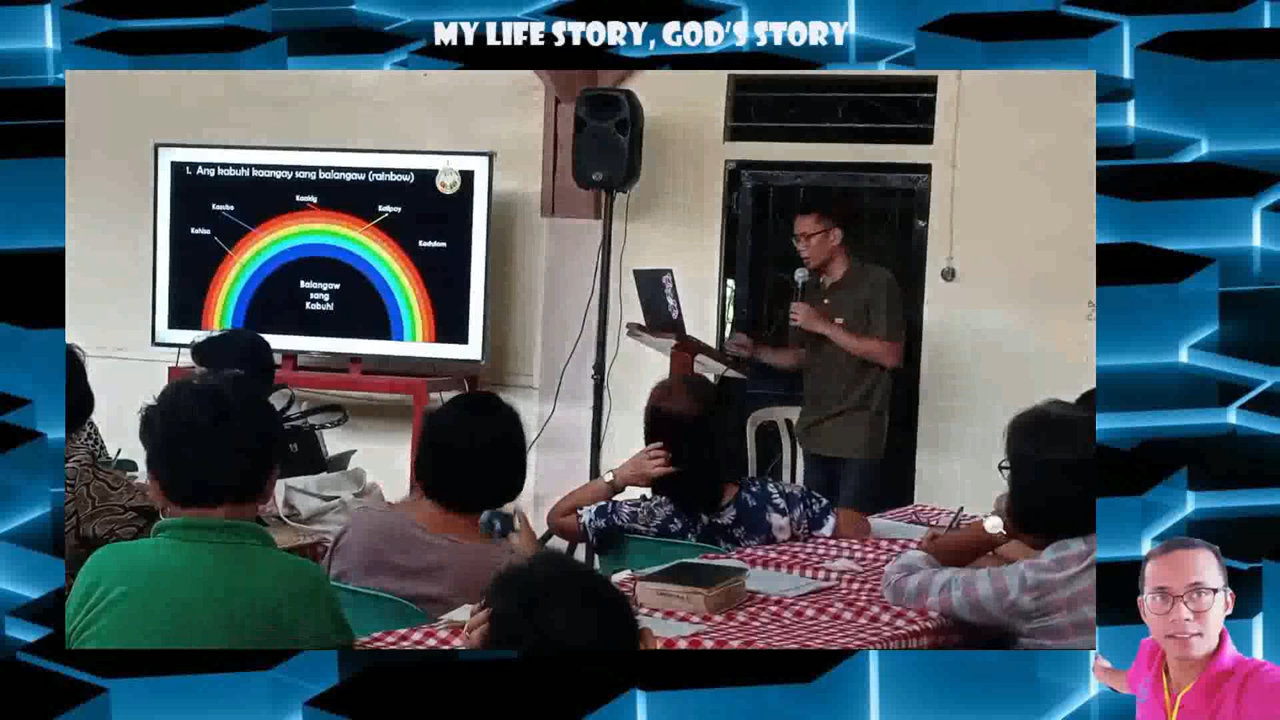 MY LIFE STORY, GOD'S STORY
1. Ang kabuhi kaangay sang balangaw (rainbow)
Kaakig
Kasubo
Kalipay
Kahisa
Kadulom
Balangaw
sang
Kabuhi